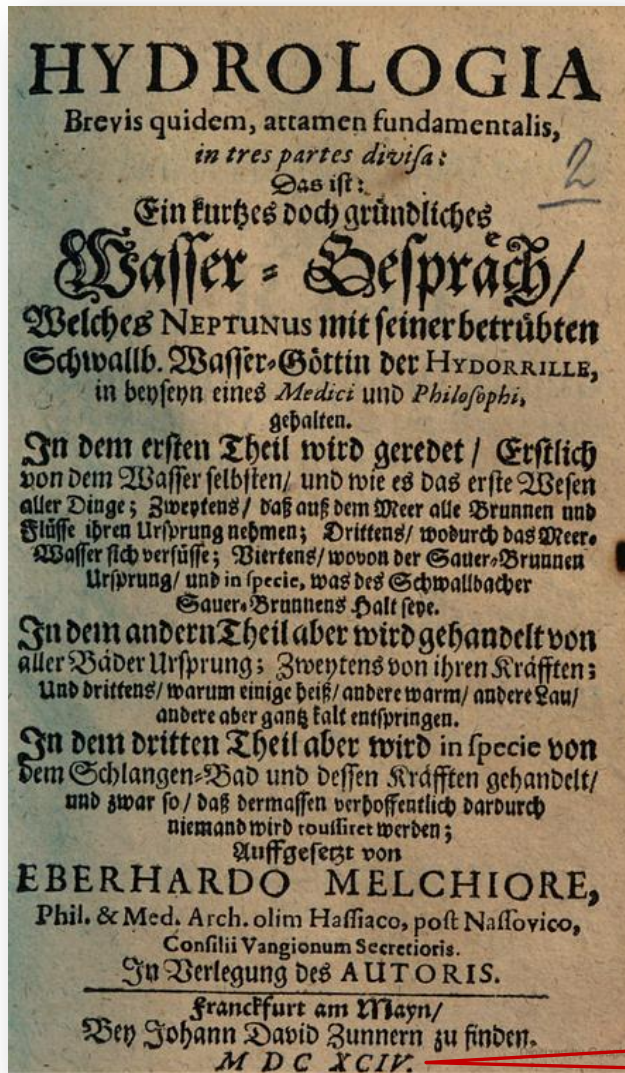 HYDROLOGIA
Brevis quidem, attamen fundamentalis,
in tres partes divisa:
2
Das ist:
Ein kurtzes doch gründliches
Wasser-Gespräch/
Welches NEPTUNUS mit seiner betrübten
Schwallb. Wasser-Göttin der HYDORRILLE,
in beyseyn eines Medici und Philosophi,
gehalten.
In dem ersten Theil wird geredet / Erstlich
von dem Wasser selbsten/ und wie es das erste Wesen
aller Dinge; Zweytens/ daß auß dem Meer alle Brunnen und
Flüsse ihren Ursprung nehmen; Drittens/ wodurch das Meer-
Wasser sich versüsse; Viertens/ wovon der Sauer-Brunnen
Ursprung/ und in specie, was des Schwallbacher
Sauer-Brunnens Halt seye.
In dem andern Theil aber wird gehandelt von
aller Bäder Ursprung; Zweytens von ihren Kräfften;
Und drittens/ warum einige heiß/ andere warm/ andere Lau/
andere aber gantz kalt entspringen.
In dem dritten Theil aber wird in specie von
dem Schlangen-Bad und dessen Kräfften gehandelt/
und zwar so/ daß dermassen verhoffentlich dardurch
niemand wird toussiret werden;
Auffgesetzt von
EBERHARDO MELCHIORE,
Phil. & Med. Arch. olim Hassiaco, post Nassovico,
Consilii Vangionum Secretioris.
In Verlegung des AUTORIS.
Franckfurt am Mayn/
Bey Johann David Zunnern zu finden.
M D C XCIV.